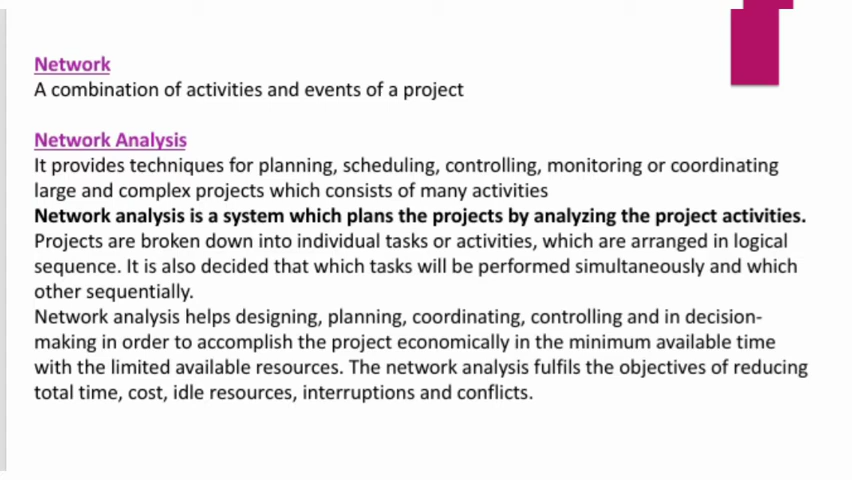 Network
A combination of activities and events of a project
Network Analysis
It provides techniques for planning, scheduling, controlling, monitoring or coordinating
large and complex projects which consists of many activities
Network analysis is a system which plans the projects by analyzing the project activities.
Projects are broken down into individual tasks or activities, which are arranged in logical
sequence. It is also decided that which tasks will be performed simultaneously and which
other sequentially.
Network analysis helps designing, planning, coordinating, controlling and in decision-
making in order to accomplish the project economically in the minimum available time
with the limited available resources. The network analysis fulfils the objectives of reducing
total time, cost, idle resources, interruptions and conflicts.